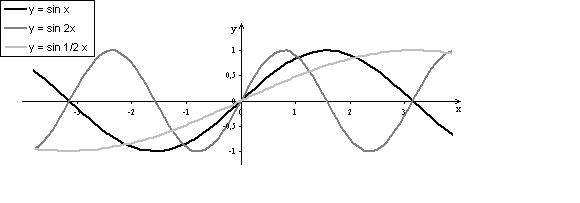 y = sin x
y = sin 2x
y = sin 1/2 x
y
1
0,5
0
-3
-2
-1
1
2
3
x
-0,5
-1